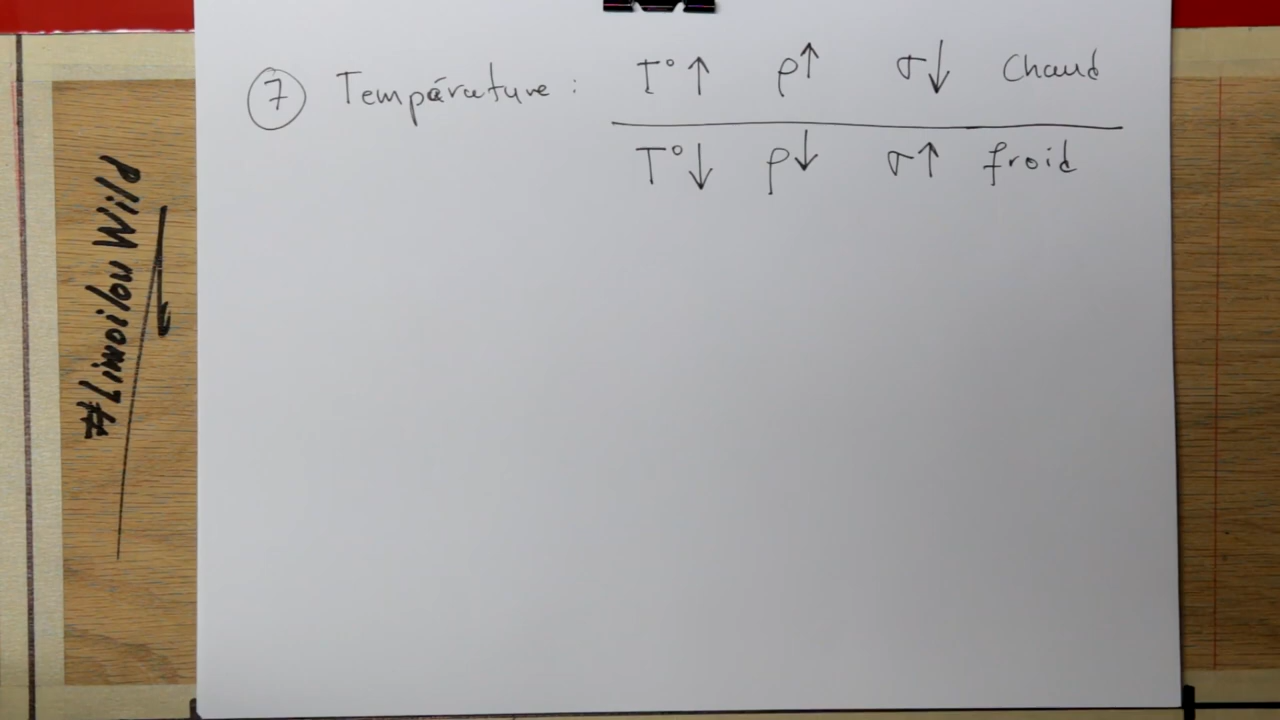 ⑦ Température : T° ↑ ρ↑ σ↓ Chaud
T°↓ ρ↓ σ↑ froid
#Limoilou Wild